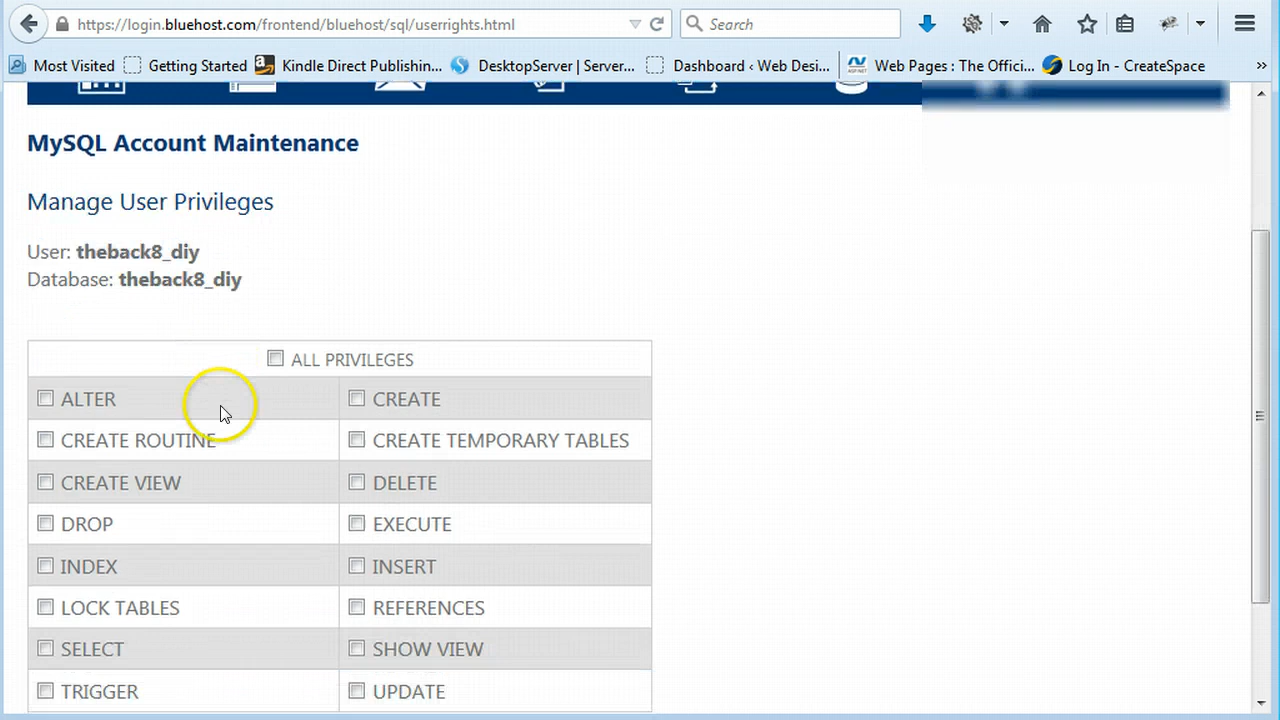 https://login.bluehost.com/frontend/bluehost/sql/userrights.html
Search
Most Visited
Getting Started
Kindle Direct Publishin...
DesktopServer | Server...
Dashboard ‹ Web Desi...
ASP.NET
Web Pages : The Offici...
Log In - CreateSpace
»
MySQL Account Maintenance
Manage User Privileges
User: theback8_diy
Database: theback8_diy
ALL PRIVILEGES
ALTER
CREATE
CREATE ROUTINE
CREATE TEMPORARY TABLES
CREATE VIEW
DELETE
DROP
EXECUTE
INDEX
INSERT
LOCK TABLES
REFERENCES
SELECT
SHOW VIEW
TRIGGER
UPDATE